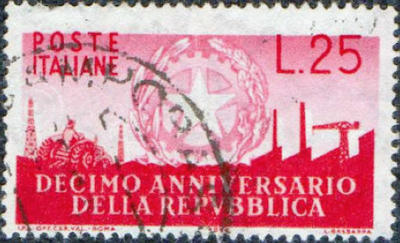 POSTE
ITALIANE
L.25
DECIMO ANNIVERSARIO
DELLA REPVBBLICA